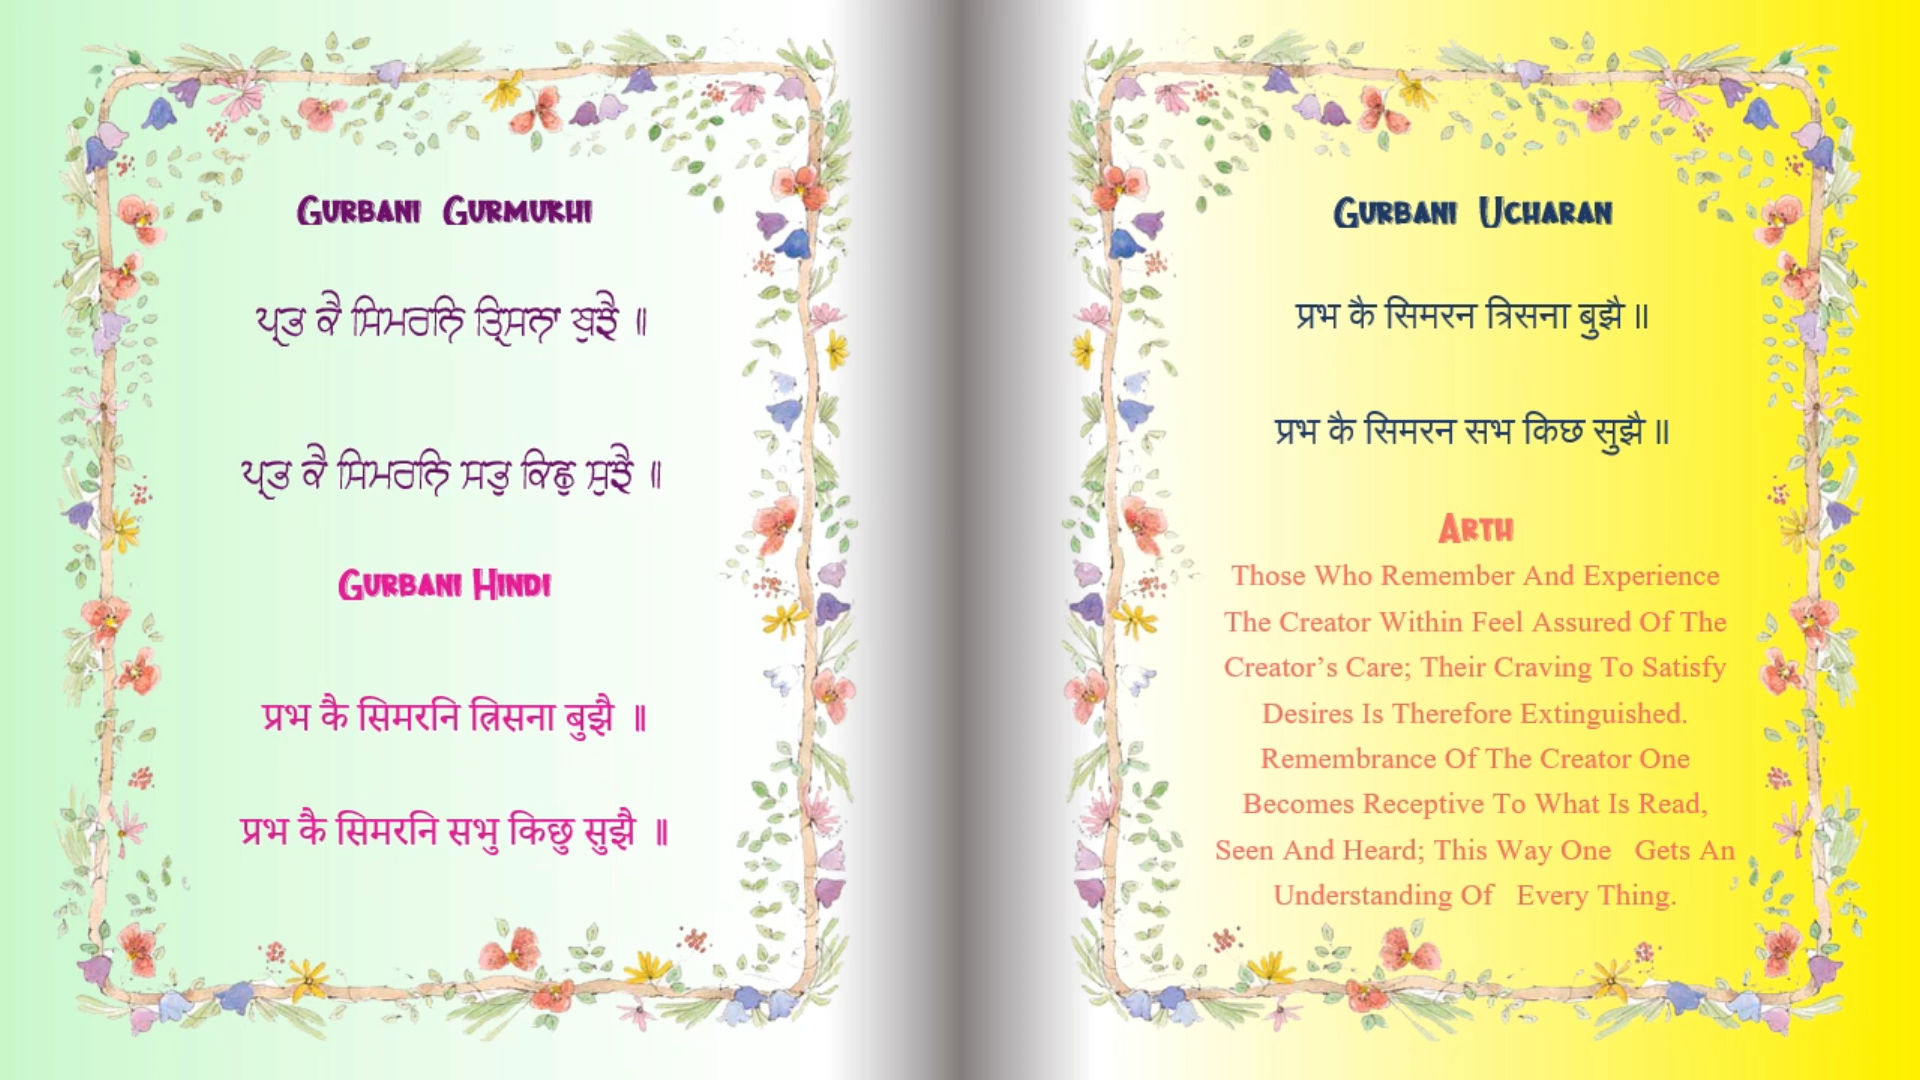 Gurbani Gurmukhi
ਪ੍ਰਭ ਕੈ ਸਿਮਰਨਿ ਤ੍ਰਿਸਨਾ ਬੁਝੈ ॥
ਪ੍ਰਭ ਕੈ ਸਿਮਰਨਿ ਸਭੁ ਕਿਛੁ ਸੁਝੈ ॥
Gurbani Hindi
प्रभ कै सिमरनि त्रिसना बुझै ॥
प्रभ कै सिमरनि सभु किछु सुझै ॥
Gurbani Ucharan
प्रभ कै सिमरन त्रिसना बुझै ॥
प्रभ कै सिमरन सभ किछ सुझै ॥
Arth
Those Who Remember And Experience
The Creator Within Feel Assured Of The
Creator’s Care; Their Craving To Satisfy
Desires Is Therefore Extinguished.
Remembrance Of The Creator One
Becomes Receptive To What Is Read,
Seen And Heard; This Way One Gets An
Understanding Of Every Thing.